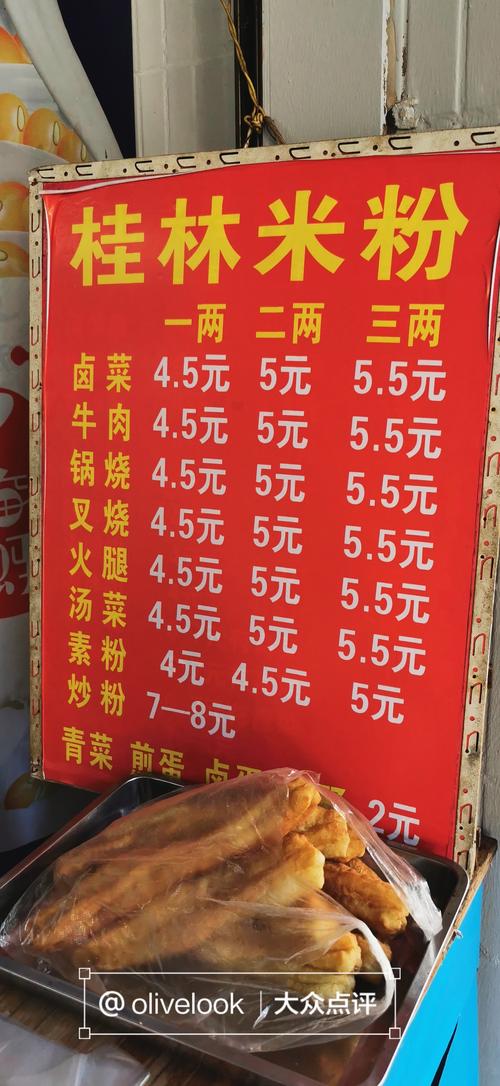 桂林米粉
一两 二两 三两
卤菜 4.5元 5元 5.5元
牛肉 4.5元 5元 5.5元
锅烧 4.5元 5元 5.5元
叉烧 4.5元 5元 5.5元
火腿 4.5元 5元 5.5元
汤菜 4.5元 5元 5.5元
素粉 4元 4.5元 5元
炒粉 7—8元
青菜 煎蛋 卤 2元
@olivelook 大众点评